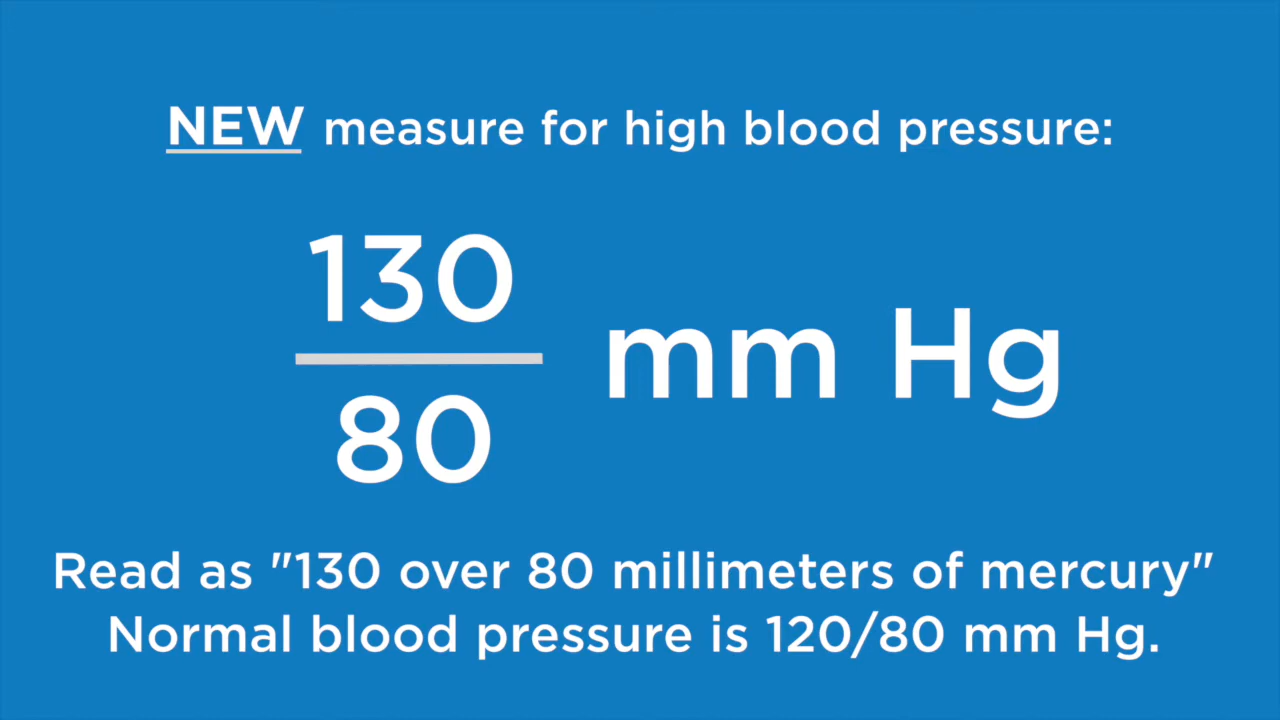 NEW measure for high blood pressure:
130
80
mm Hg
Read as "130 over 80 millimeters of mercury"
Normal blood pressure is 120/80 mm Hg.